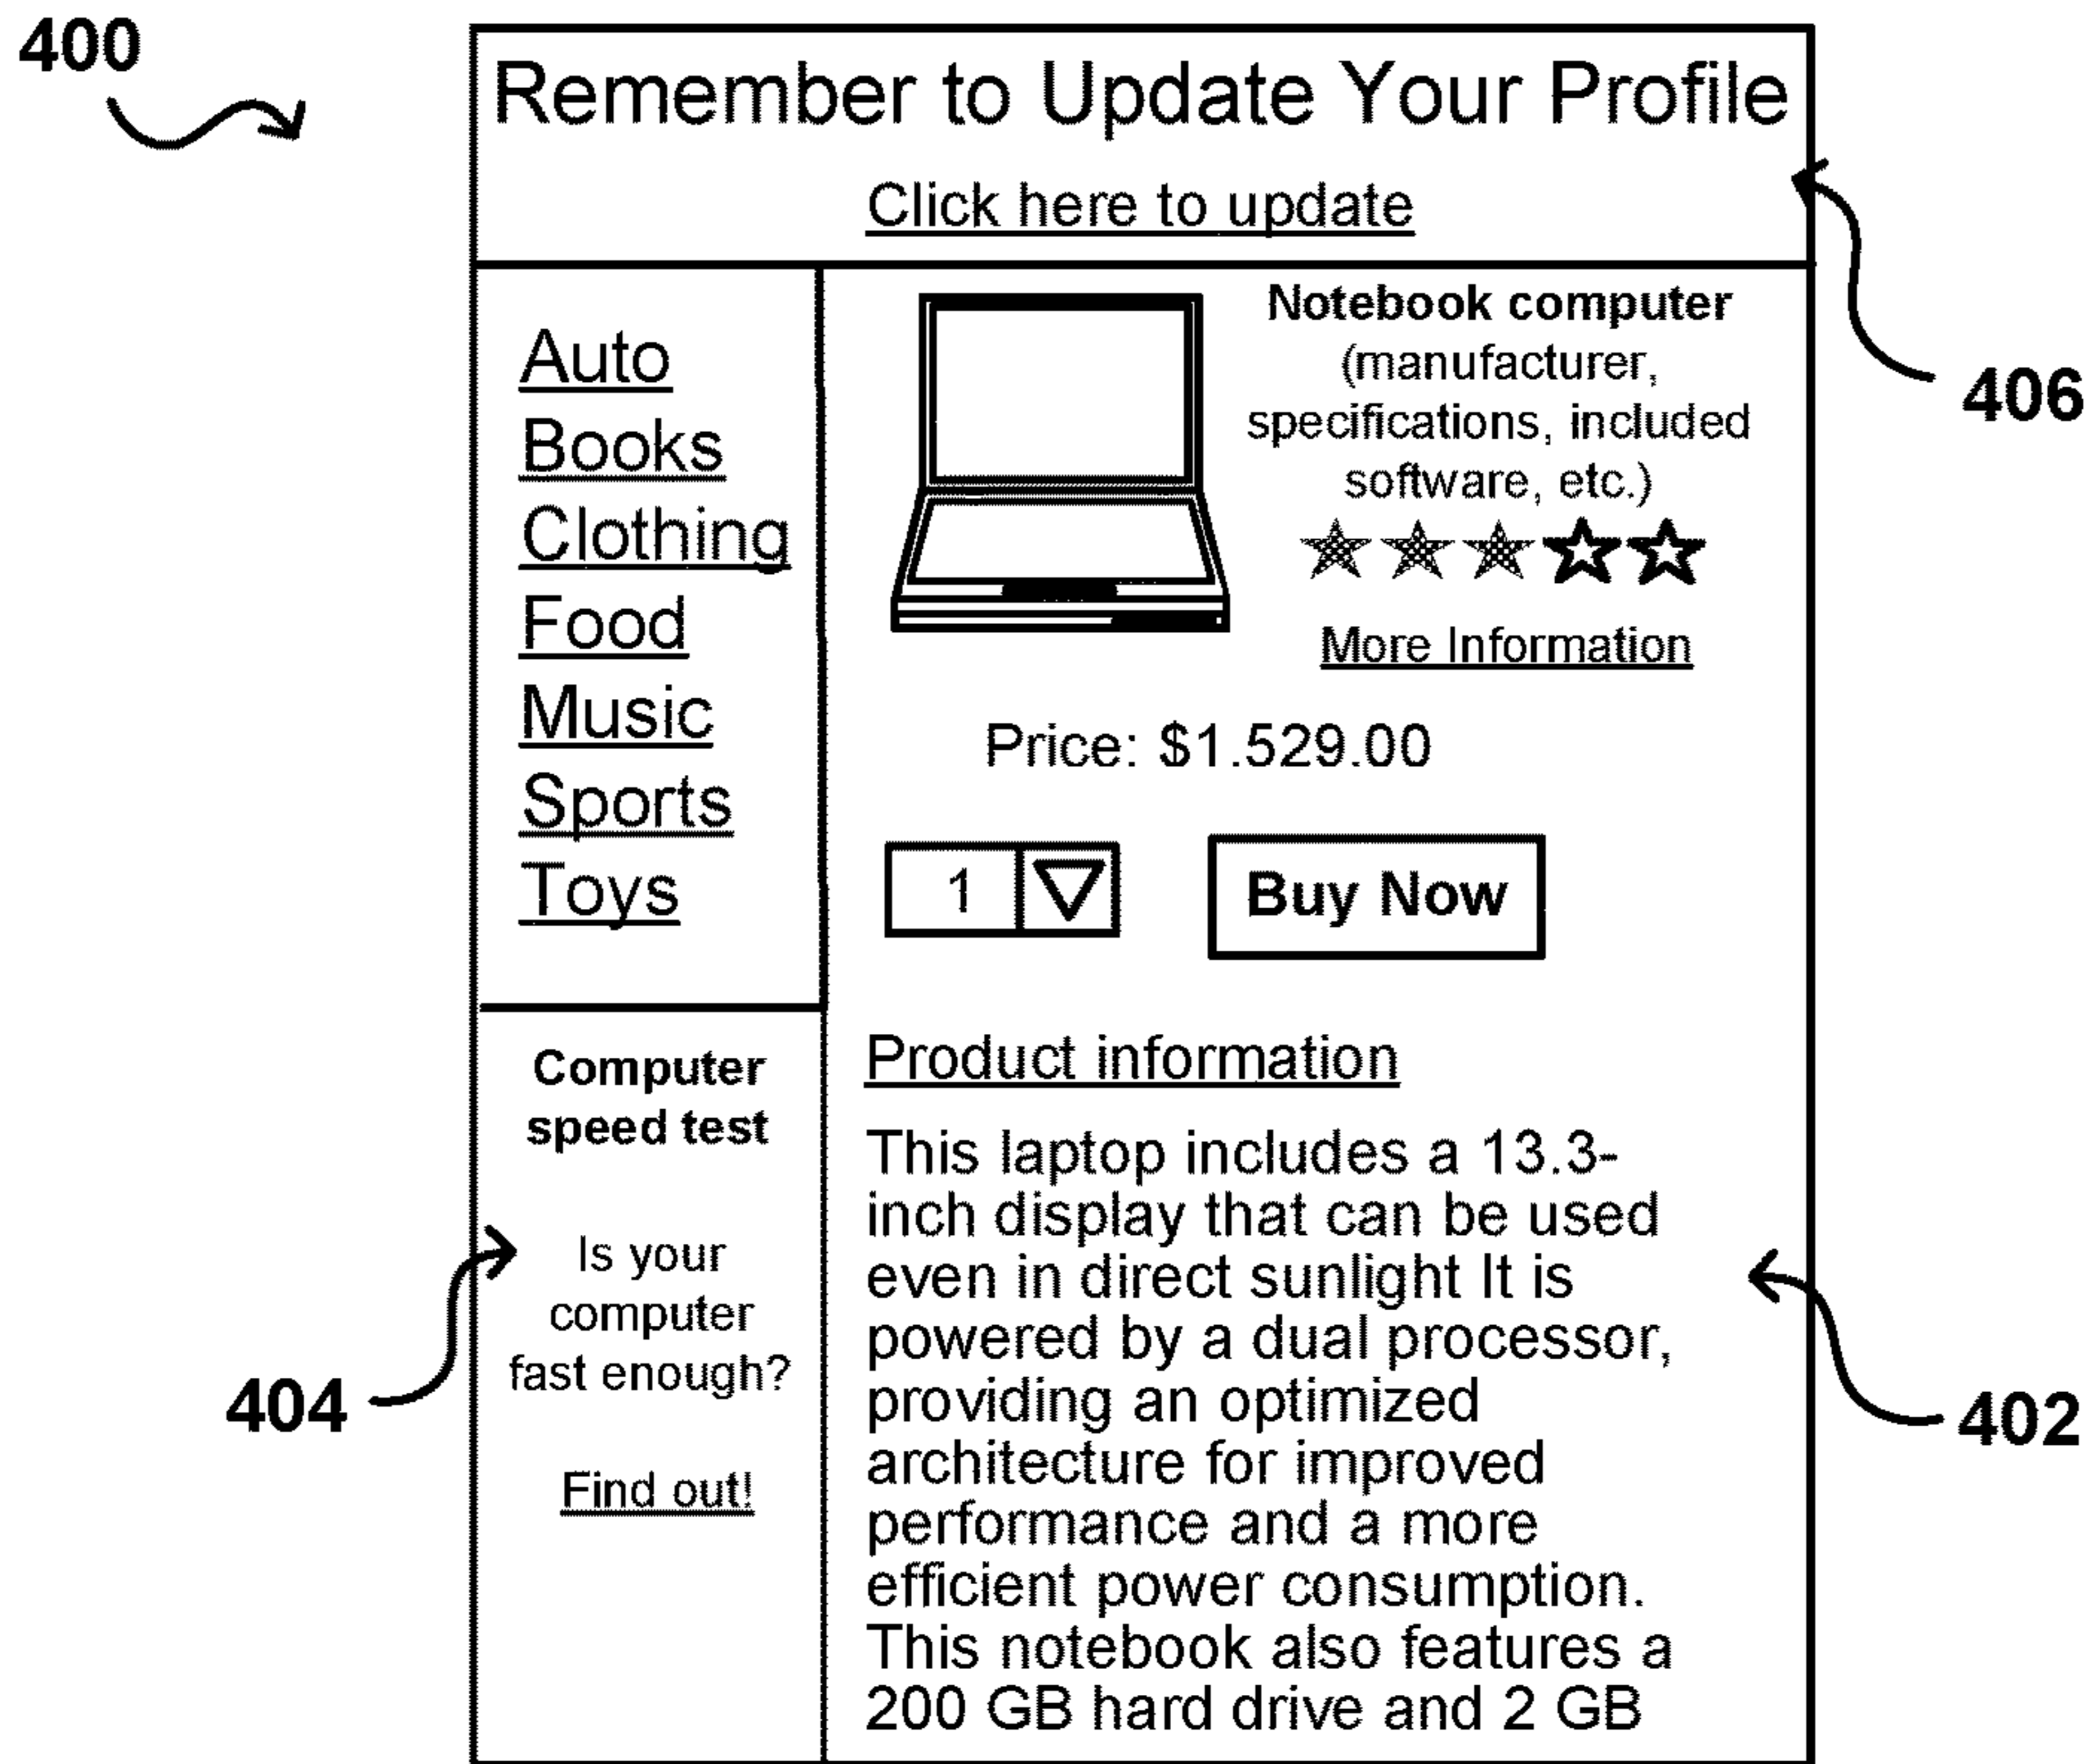 400
Remember to Update Your Profile
Click here to update
406
Auto
Books
Clothing
Food
Music
Sports
Toys
Notebook computer
(manufacturer,
specifications, included
software, etc.)
More Information
Price: $1.529.00
1
Buy Now
Computer
speed test
Is your
computer
fast enough?
Find out!
404
Product information
This laptop includes a 13.3-
inch display that can be used
even in direct sunlight It is
powered by a dual processor,
providing an optimized
architecture for improved
performance and a more
efficient power consumption.
This notebook also features a
200 GB hard drive and 2 GB
402